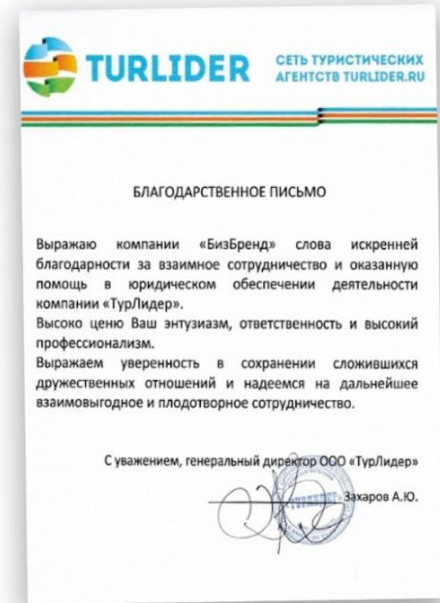 TURLIDER
СЕТЬ ТУРИСТИЧЕСКИХ
АГЕНТСТВ TURLIDER.RU
БЛАГОДАРСТВЕННОЕ ПИСЬМО
Выражаю компании «БизБренд» слова искренней
благодарности за взаимное сотрудничество и оказанную
помощь в юридическом обеспечении деятельности
компании «ТурЛидер».
Высоко ценю Ваш энтузиазм, ответственность и высокий
профессионализм.
Выражаем уверенность в сохранении сложившихся
дружественных отношений и надеемся на дальнейшее
взаимовыгодное и плодотворное сотрудничество.
С уважением, генеральный директор ООО «ТурЛидер»
Захаров А.Ю.